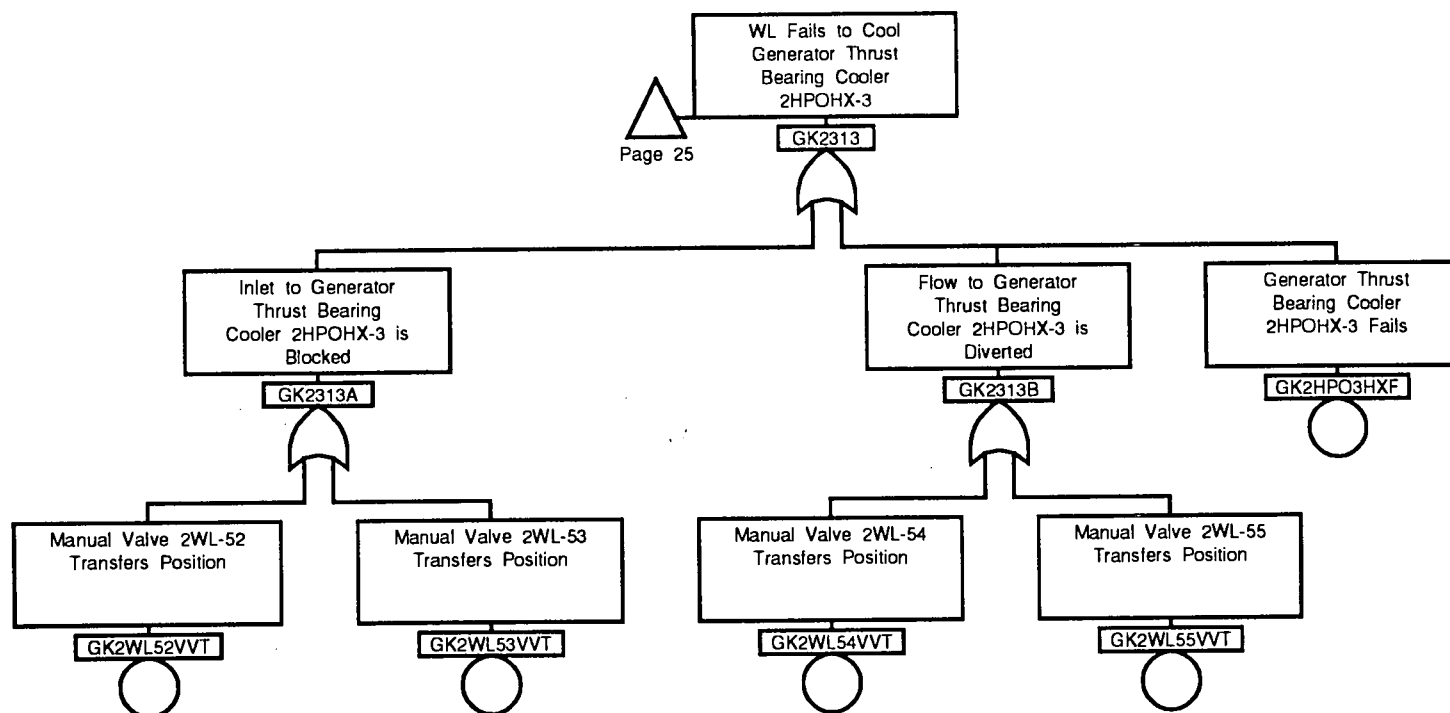 WL Fails to Cool
Generator Thrust
Bearing Cooler
2HPOHX-3
Page 25
GK2313
Inlet to Generator
Thrust Bearing
Cooler 2HPOHX-3 is
Blocked
GK2313A
Flow to Generator
Thrust Bearing
Cooler 2HPOHX-3 is
Diverted
GK2313B
Generator Thrust
Bearing Cooler
2HPOHX-3 Fails
GK2HPO3HXF
Manual Valve 2WL-52
Transfers Position
GK2WL52VVT
Manual Valve 2WL-53
Transfers Position
GK2WL53VVT
Manual Valve 2WL-54
Transfers Position
GK2WL54VVT
Manual Valve 2WL-55
Transfers Position
GK2WL55VVT